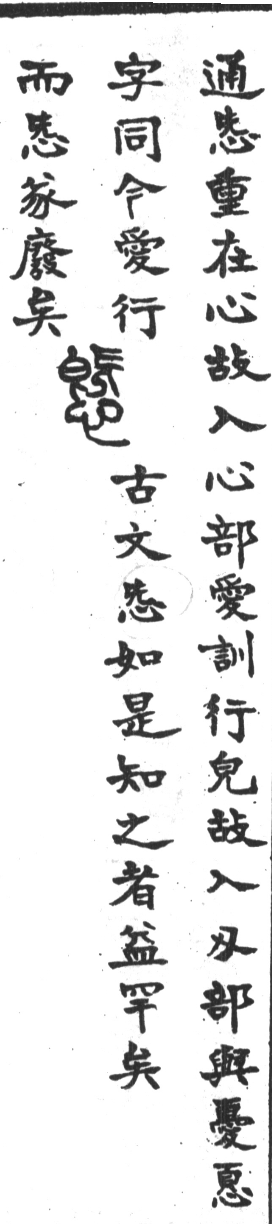 通㤅重在心故入心部愛訓行皃故入夊部與憂𢝊
字同今愛行
而㤅篆廢矣
古文㤅如是知之者益罕矣